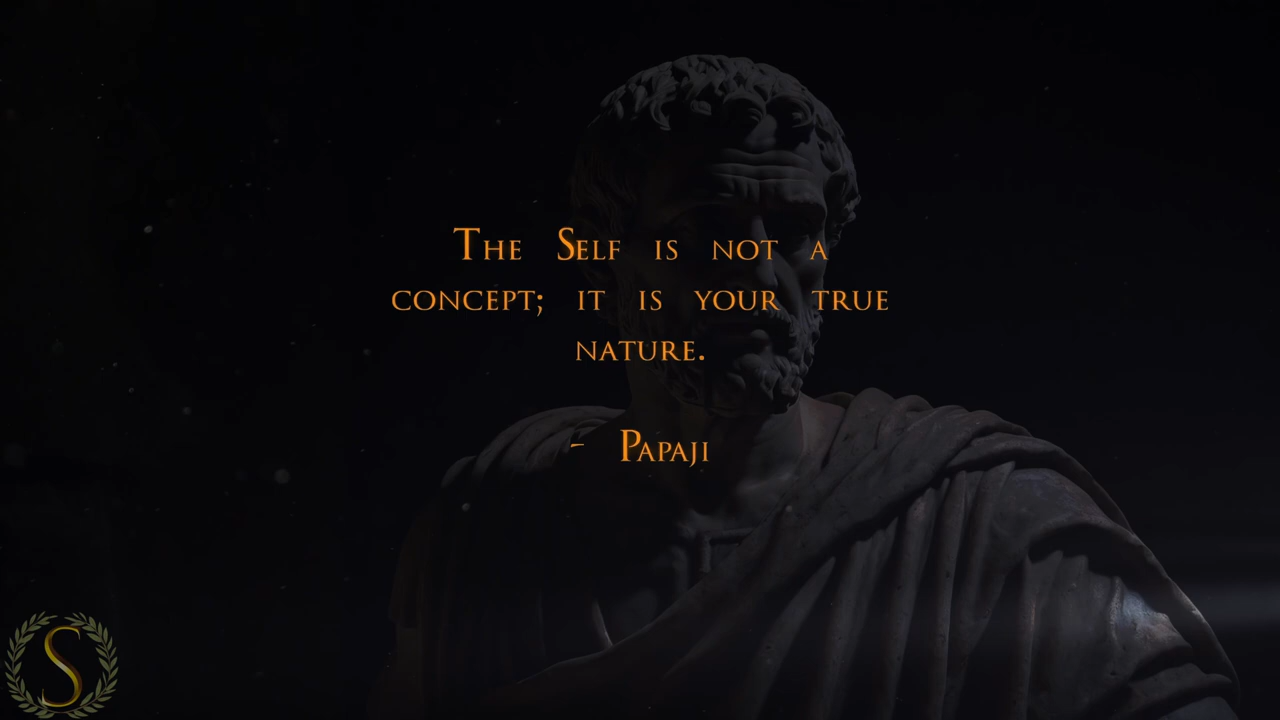 The Self is not a
concept; it is your true
nature.
- Papaji
S